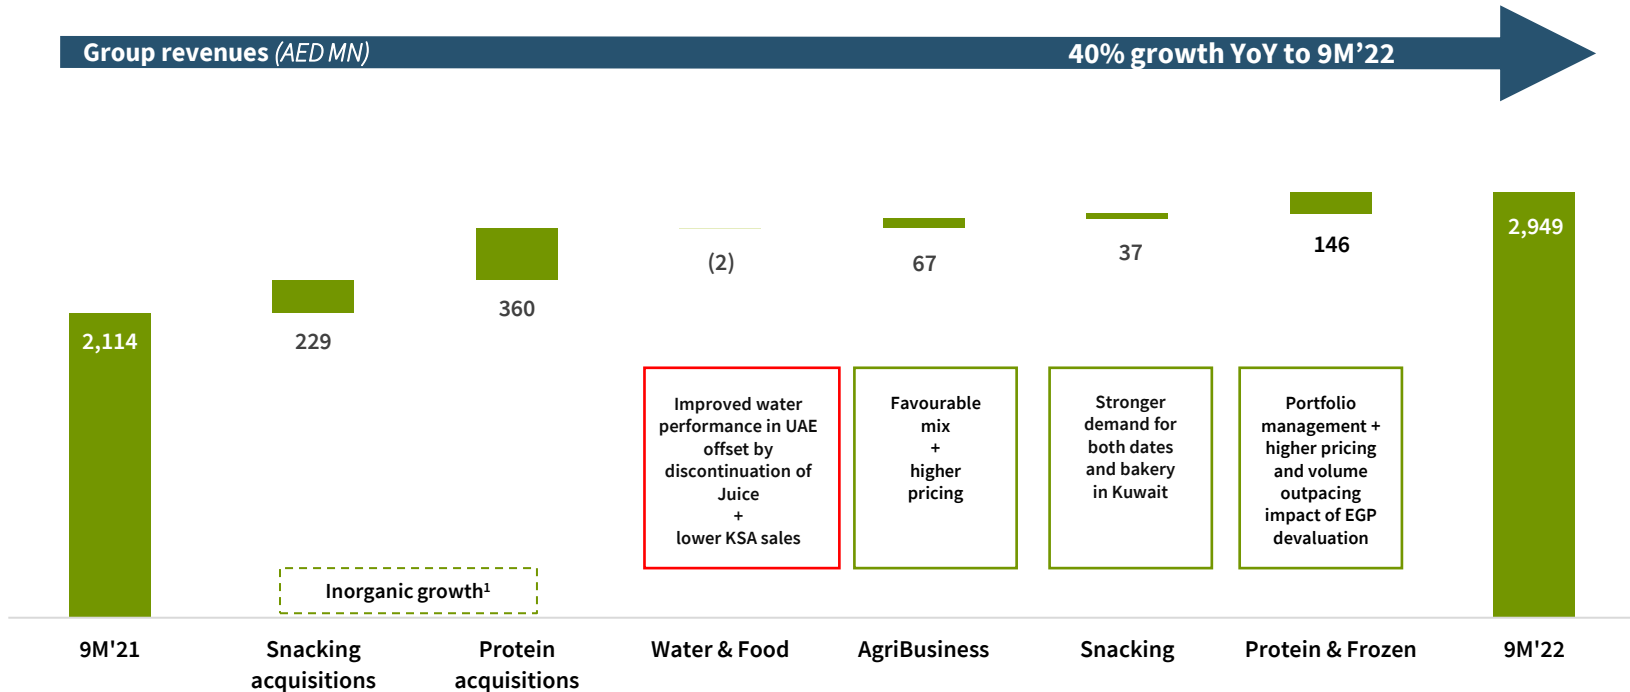 Group revenues (AED MN)
40% growth YoY to 9M’22
2,114
229
360
(2)
67
37
146
2,949
Improved water
performance in UAE
offset by
discontinuation of
Juice
+
lower KSA sales
Favourable
mix
+
higher
pricing
Stronger
demand for
both dates
and bakery
in Kuwait
Portfolio
management +
higher pricing
and volume
outpacing
impact of EGP
devaluation
Inorganic growth¹
9M'21
Snacking
acquisitions
Protein
acquisitions
Water & Food
AgriBusiness
Snacking
Protein & Frozen
9M'22